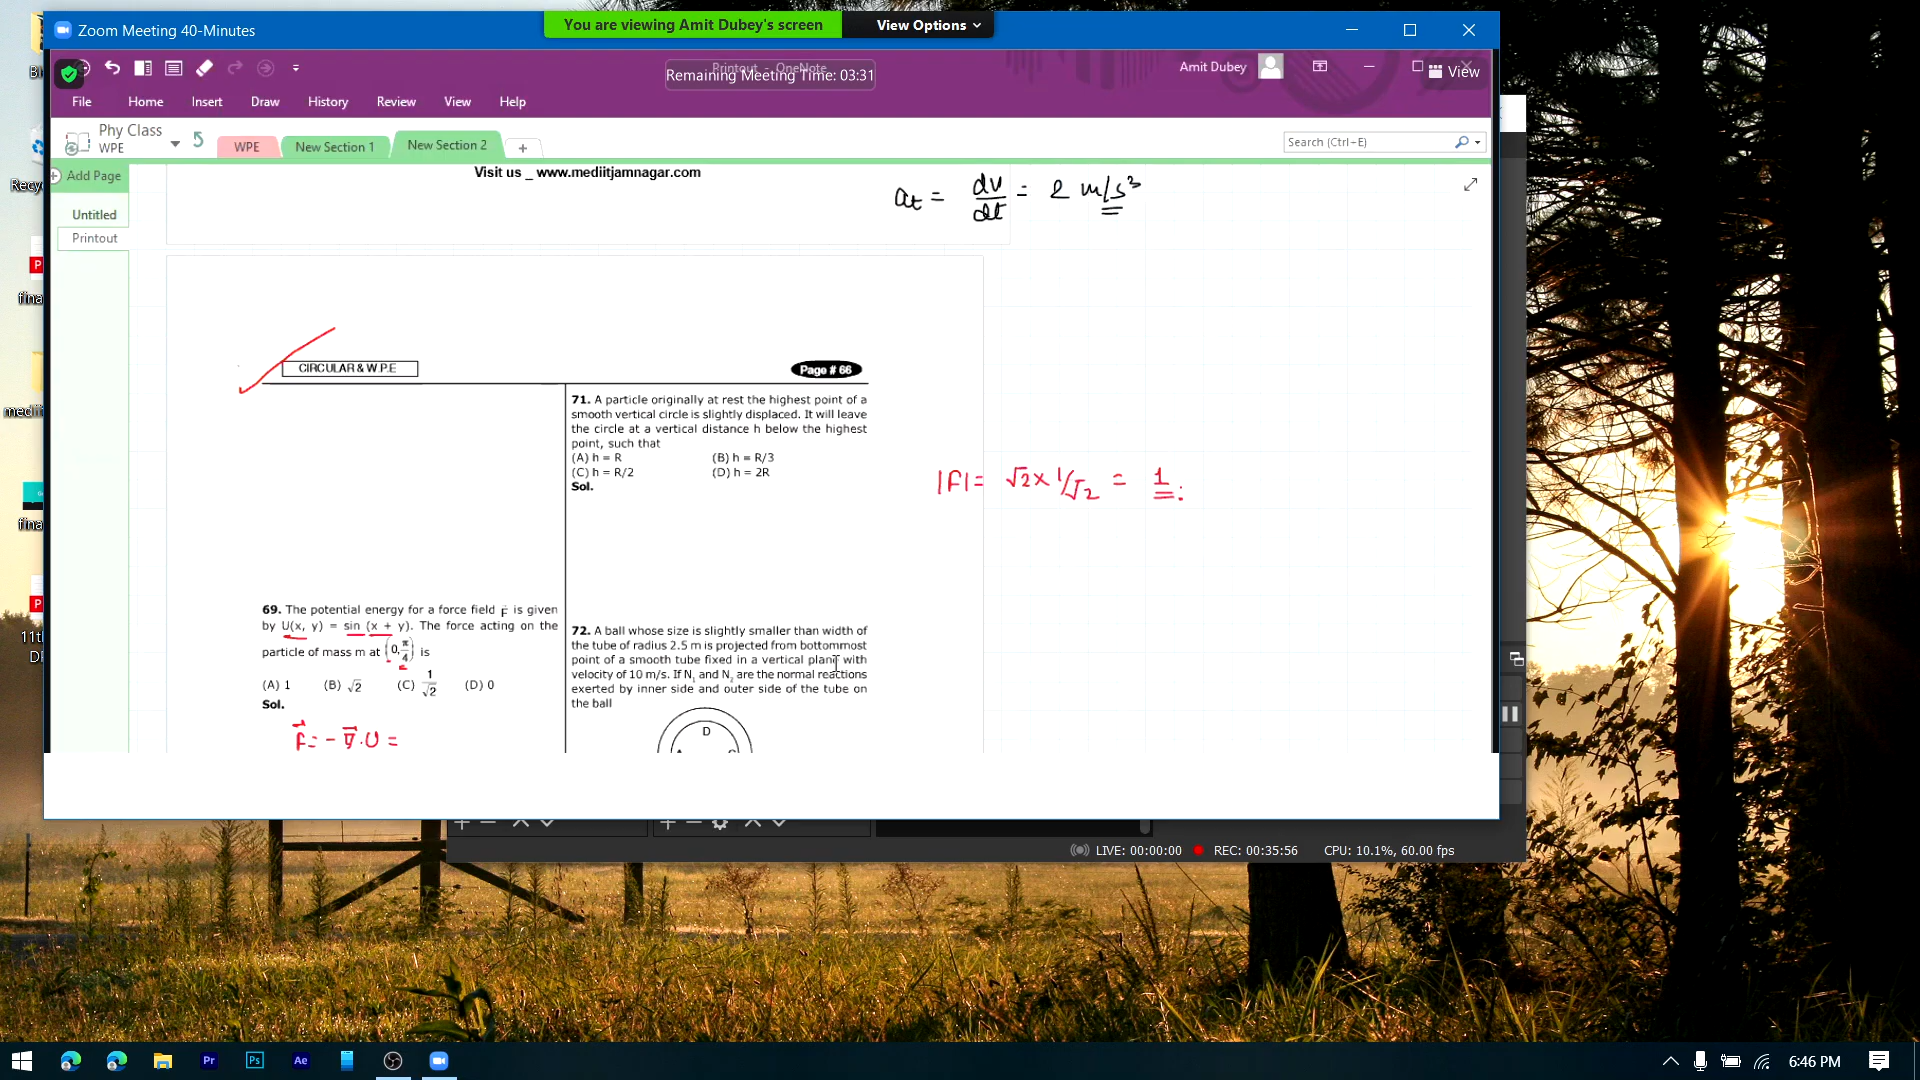 Zoom Meeting 40-Minutes
You are viewing Amit Dubey's screen
View Options
Printout - OneNote
Remaining Meeting Time: 03:31
Amit Dubey
View
File
Home
Insert
Draw
History
Review
View
Help
Phy Class
WPE
WPE
New Section 1
New Section 2
Search (Ctrl+E)
Add Page
Untitled
Printout
Visit us _ www.mediitjamnagar.com
at = dv/dt = 2 m/s²
CIRCULAR & W.P.E
Page # 66
71. A particle originally at rest the highest point of a
smooth vertical circle is slightly displaced. It will leave
the circle at a vertical distance h below the highest
point, such that
(A) h = R
(B) h = R/3
(C) h = R/2
(D) h = 2R
Sol.
|F| = √2 × 1/√2 = 1
69. The potential energy for a force field F is given
by U(x, y) = sin (x + y). The force acting on the
particle of mass m at (0, π/4) is
(A) 1 (B) √2 (C) 1/√2 (D) 0
Sol.
F = - ∇.U =
72. A ball whose size is slightly smaller than width of
the tube of radius 2.5 m is projected from bottommost
point of a smooth tube fixed in a vertical plane with
velocity of 10 m/s. If N1 and N2 are the normal reactions
exerted by inner side and outer side of the tube on
the ball
D
LIVE: 00:00:00
REC: 00:35:56
CPU: 10.1%, 60.00 fps
Pr
Ps
Ae
6:46 PM